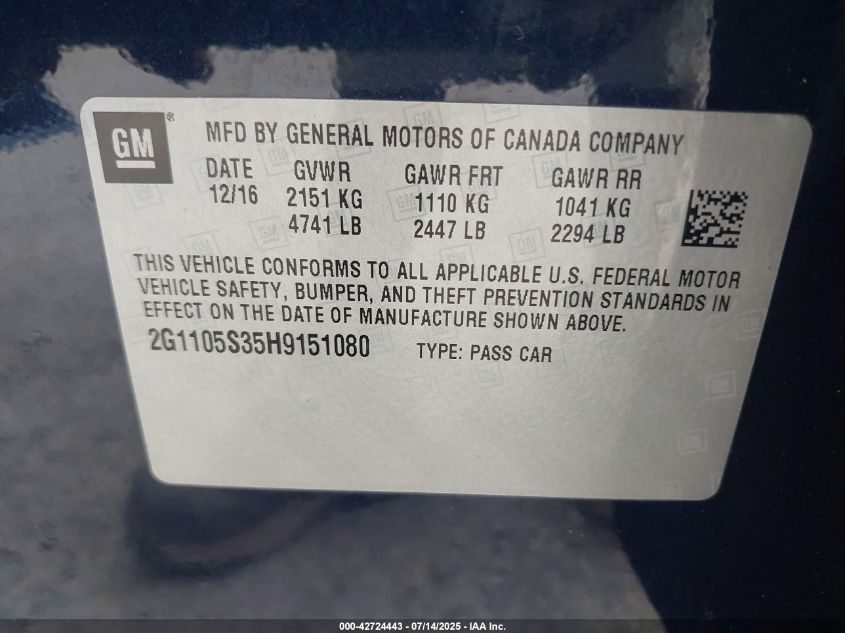 GM ®
MFD BY GENERAL MOTORS OF CANADA COMPANY
DATE GVWR GAWR FRT GAWR RR
12/16 2151 KG 1110 KG 1041 KG
4741 LB 2447 LB 2294 LB
THIS VEHICLE CONFORMS TO ALL APPLICABLE U.S. FEDERAL MOTOR
VEHICLE SAFETY, BUMPER, AND THEFT PREVENTION STANDARDS IN
EFFECT ON THE DATE OF MANUFACTURE SHOWN ABOVE.
2G1105S35H9151080 TYPE: PASS CAR
000-42724443 - 07/14/2025 - IAA Inc.